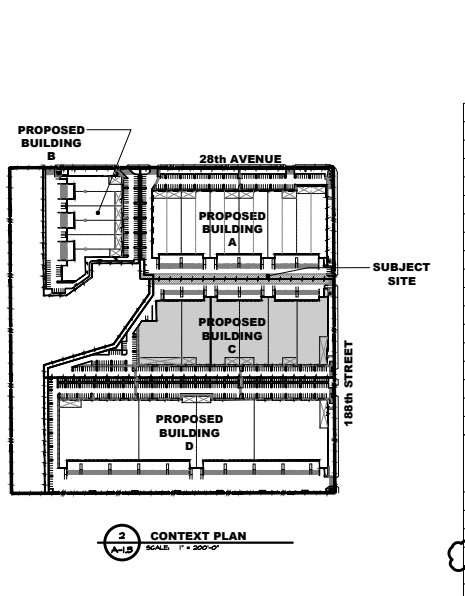 PROPOSED
BUILDING
B
28th AVENUE
PROPOSED
BUILDING
A
SUBJECT
SITE
PROPOSED
BUILDING
C
188th STREET
PROPOSED
BUILDING
D
2
A-1.3
CONTEXT PLAN
SCALE: 1" = 200'-0"